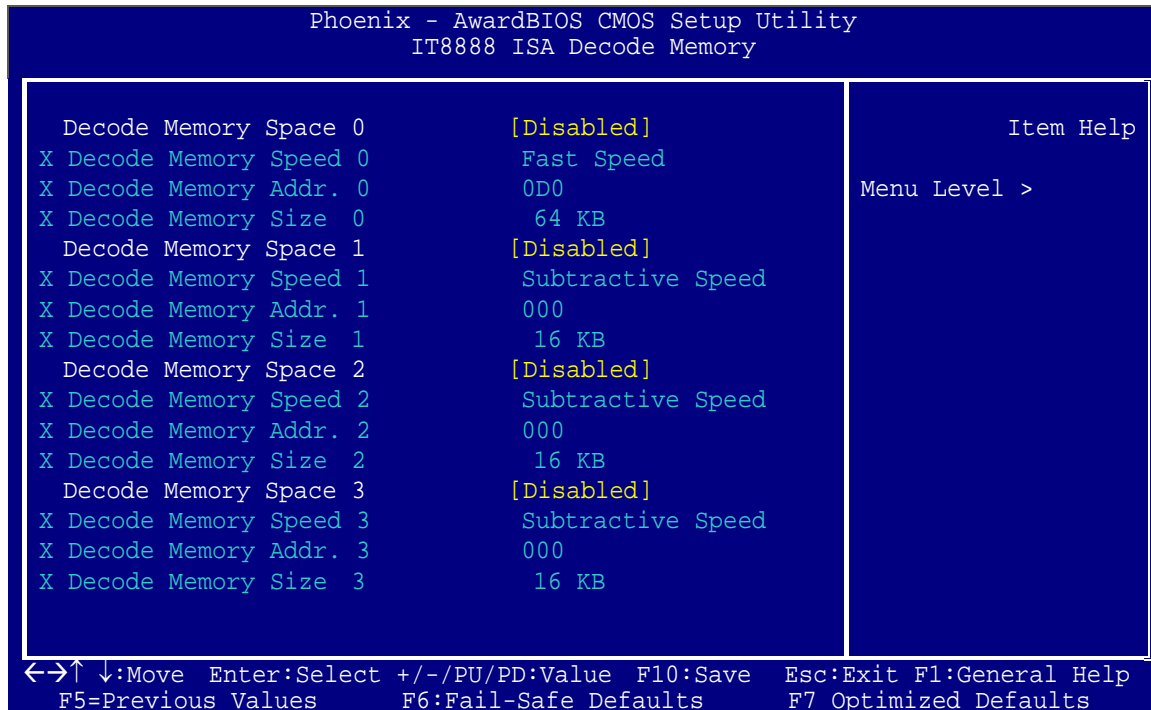 Phoenix - AwardBIOS CMOS Setup Utility
IT8888 ISA Decode Memory
Decode Memory Space 0 [Disabled]
X Decode Memory Speed 0 Fast Speed
X Decode Memory Addr. 0 0D0
X Decode Memory Size 0 64 KB
Decode Memory Space 1 [Disabled]
X Decode Memory Speed 1 Subtractive Speed
X Decode Memory Addr. 1 000
X Decode Memory Size 1 16 KB
Decode Memory Space 2 [Disabled]
X Decode Memory Speed 2 Subtractive Speed
X Decode Memory Addr. 2 000
X Decode Memory Size 2 16 KB
Decode Memory Space 3 [Disabled]
X Decode Memory Speed 3 Subtractive Speed
X Decode Memory Addr. 3 000
X Decode Memory Size 3 16 KB
Item Help
Menu Level >
←→↑ ↓:Move Enter:Select +/-/PU/PD:Value F10:Save Esc:Exit F1:General Help
F5=Previous Values F6:Fail-Safe Defaults F7 Optimized Defaults